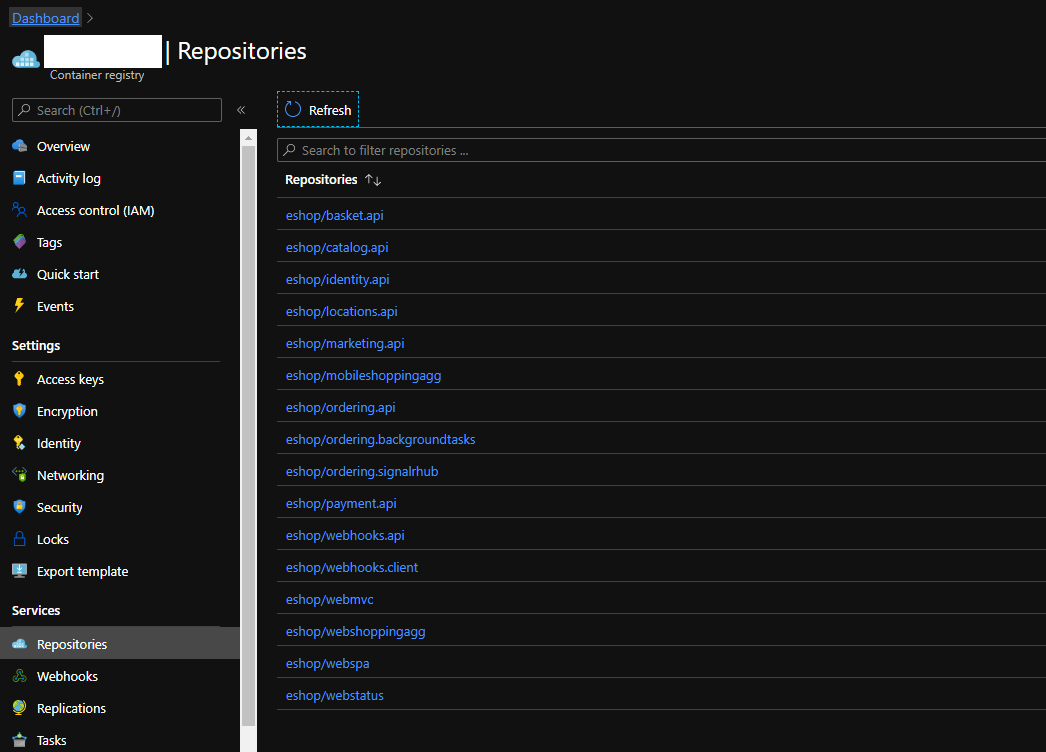 Dashboard >
| Repositories
Container registry
Search (Ctrl+/)
«
Overview
Activity log
Access control (IAM)
Tags
Quick start
Events
Settings
Access keys
Encryption
Identity
Networking
Security
Locks
Export template
Services
Repositories
Webhooks
Replications
Tasks
Refresh
Search to filter repositories ...
Repositories ↑↓
eshop/basket.api
eshop/catalog.api
eshop/identity.api
eshop/locations.api
eshop/marketing.api
eshop/mobileshoppingagg
eshop/ordering.api
eshop/ordering.backgroundtasks
eshop/ordering.signalrhub
eshop/payment.api
eshop/webhooks.api
eshop/webhooks.client
eshop/webmvc
eshop/webshoppingagg
eshop/webspa
eshop/webstatus